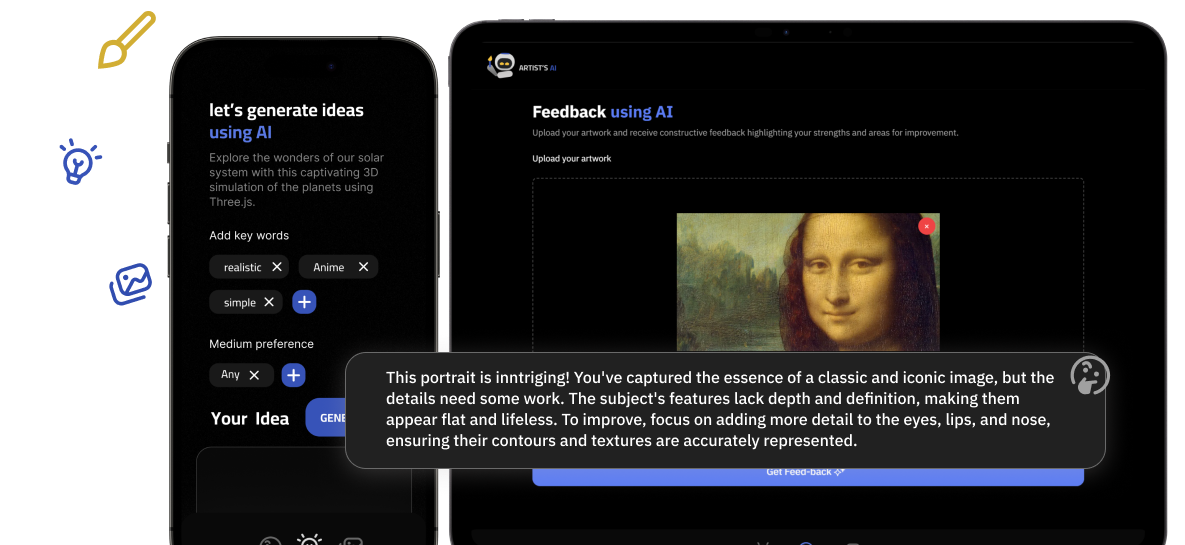 let's generate ideas
using AI
Explore the wonders of our solar
system with this captivating 3D
simulation of the planets using
Three.js.
Add key words
realistic
Anime
simple
Medium preference
Any
Your Idea
GENE
ARTIST'S AI
Feedback using AI
Upload your artwork and receive constructive feedback highlighting your strengths and areas for improvement.
Upload your artwork
This portrait is inntriging! You've captured the essence of a classic and iconic image, but the
details need some work. The subject's features lack depth and definition, making them
appear flat and lifeless. To improve, focus on adding more detail to the eyes, lips, and nose,
ensuring their contours and textures are accurately represented.
Get Feed-back